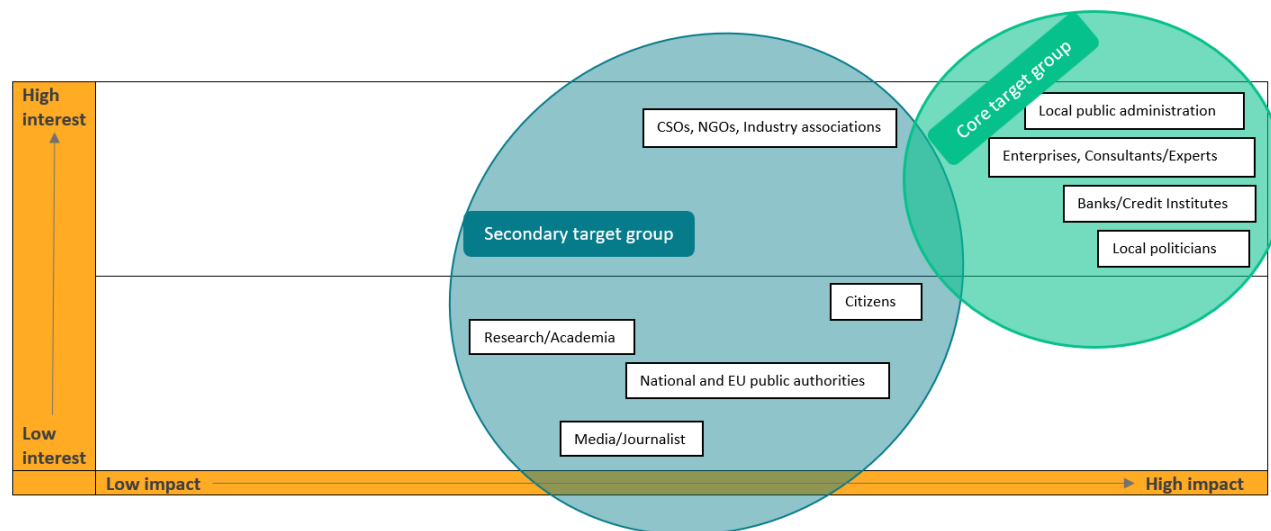 High
interest
Core target group
Local public administration
CSOs, NGOs, Industry associations
Enterprises, Consultants/Experts
Banks/Credit Institutes
Secondary target group
Local politicians
Citizens
Research/Academia
National and EU public authorities
Media/Journalist
Low
interest
Low impact
High impact